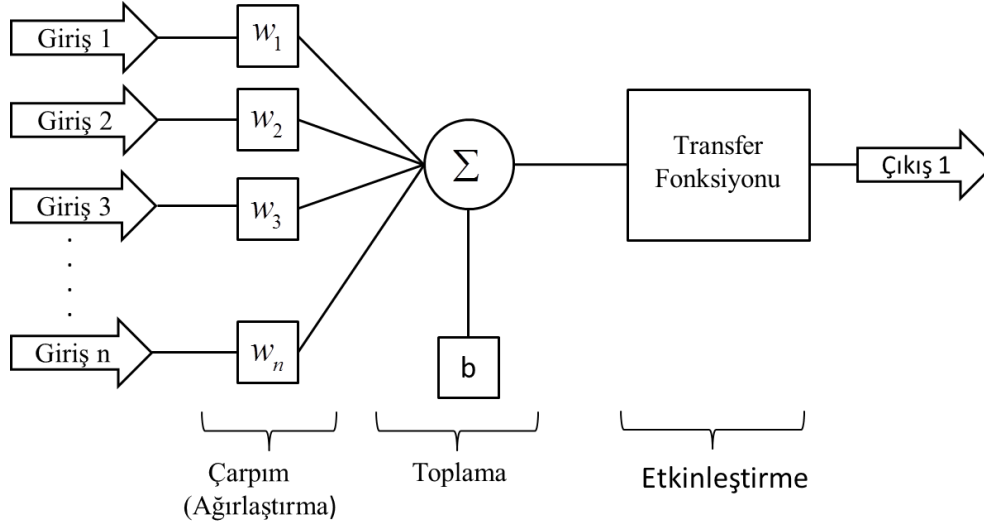 Giriş 1
w1
Giriş 2
w2
Giriş 3
w3
Giriş n
wn
Σ
b
Transfer
Fonksiyonu
Çıkış 1
Çarpım
(Ağırlaştırma)
Toplama
Etkinleştirme